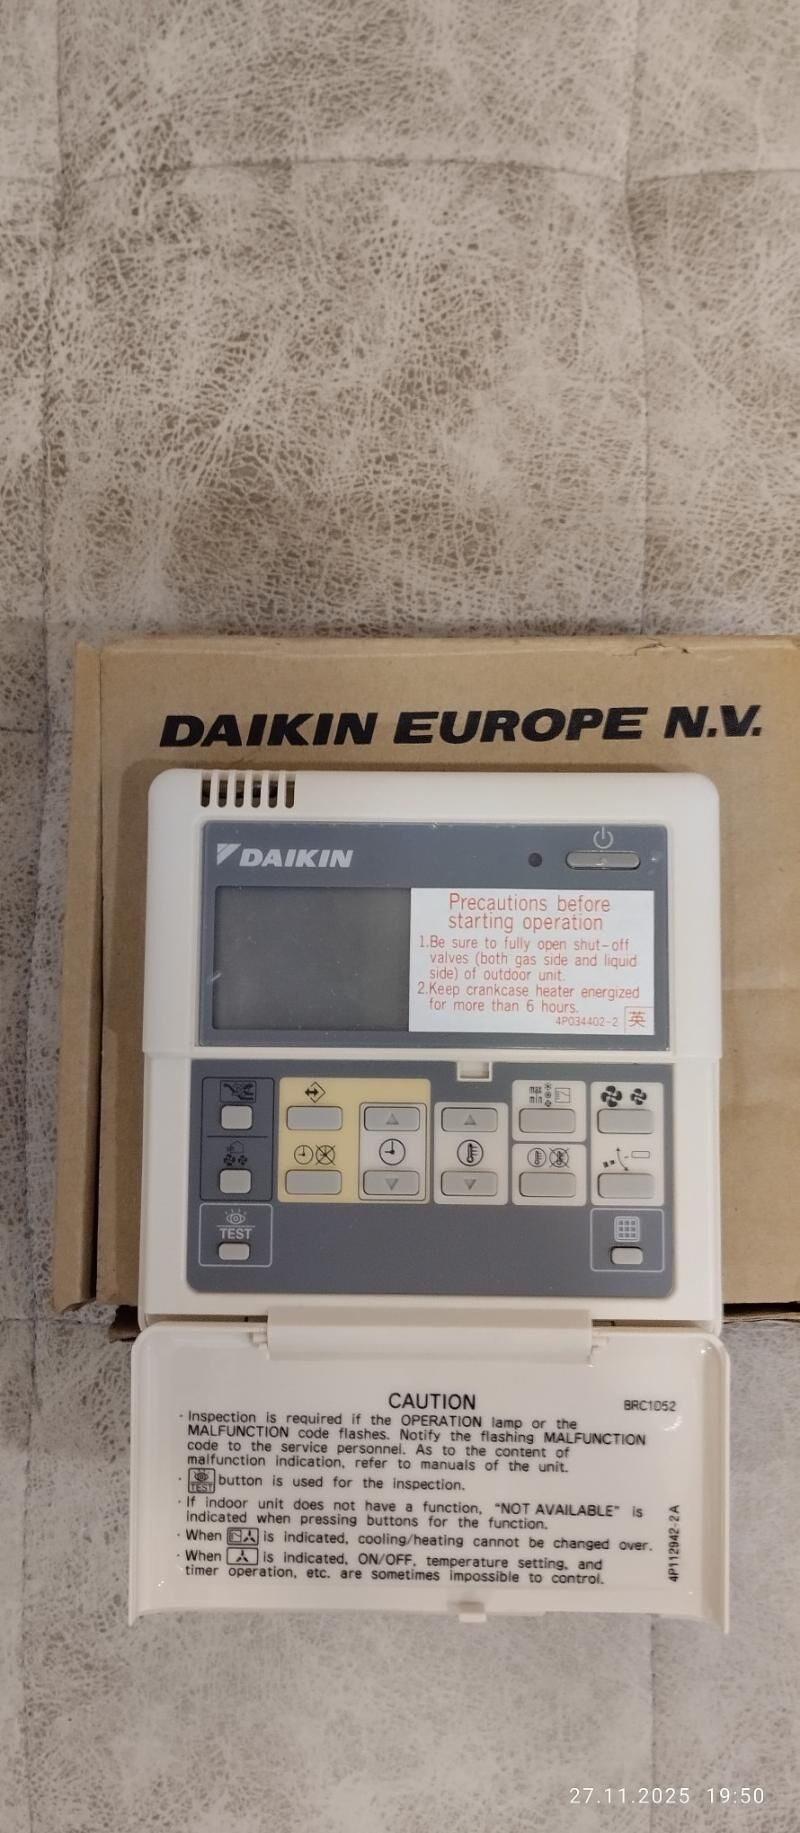 DAIKIN EUROPE N.V.
DAIKIN
Precautions before
starting operation
1.Be sure to fully open shut-off
valves (both gas side and liquid
side) of outdoor unit.
2.Keep crankcase heater energized
for more than 6 hours.
4P034402-2 英
max
min
TEST
CAUTION
BRC1D52
· Inspection is required if the OPERATION lamp or the
MALFUNCTION code flashes. Notify the flashing MALFUNCTION
code to the service personnel. As to the content of
malfunction indication, refer to manuals of the unit.
· TEST button is used for the inspection.
· If indoor unit does not have a function, "NOT AVAILABLE" is
indicated when pressing buttons for the function.
· When is indicated, cooling/heating cannot be changed over.
· When is indicated, ON/OFF, temperature setting, and
timer operation, etc. are sometimes impossible to control.
4P112942-2A
27.11.2025 19:50